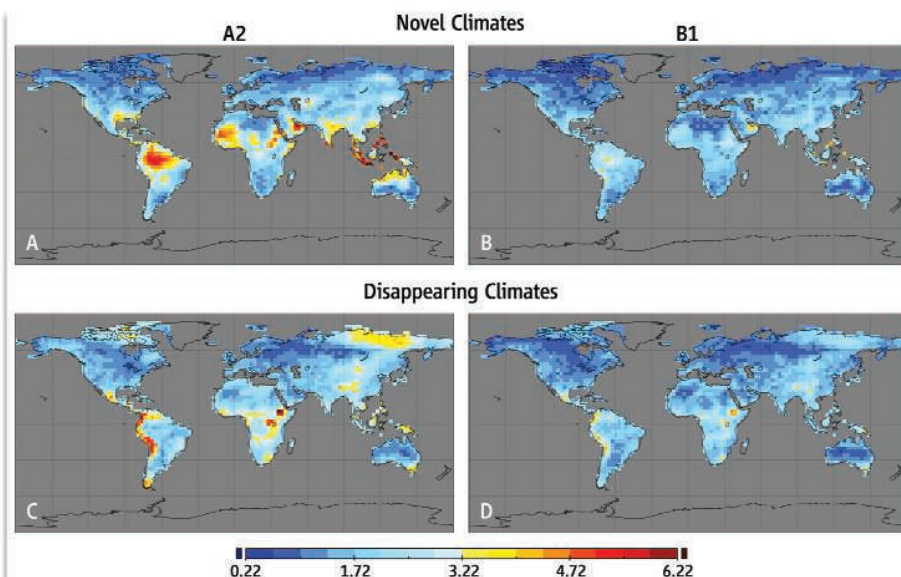 Novel Climates
A2 B1
A B
Disappearing Climates
C D
0.22 1.72 3.22 4.72 6.22